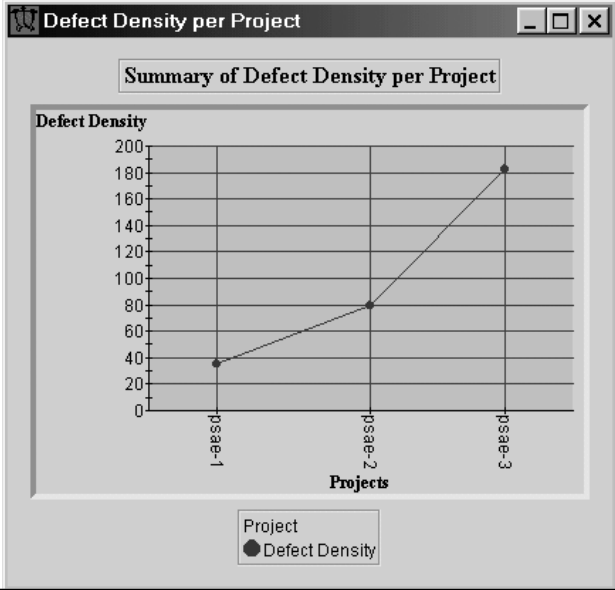 Defect Density per Project
Summary of Defect Density per Project
Defect Density
200
180
160
140
120
100
80
60
40
20
0
psae-1
psae-2
psae-3
Projects
Project
Defect Density